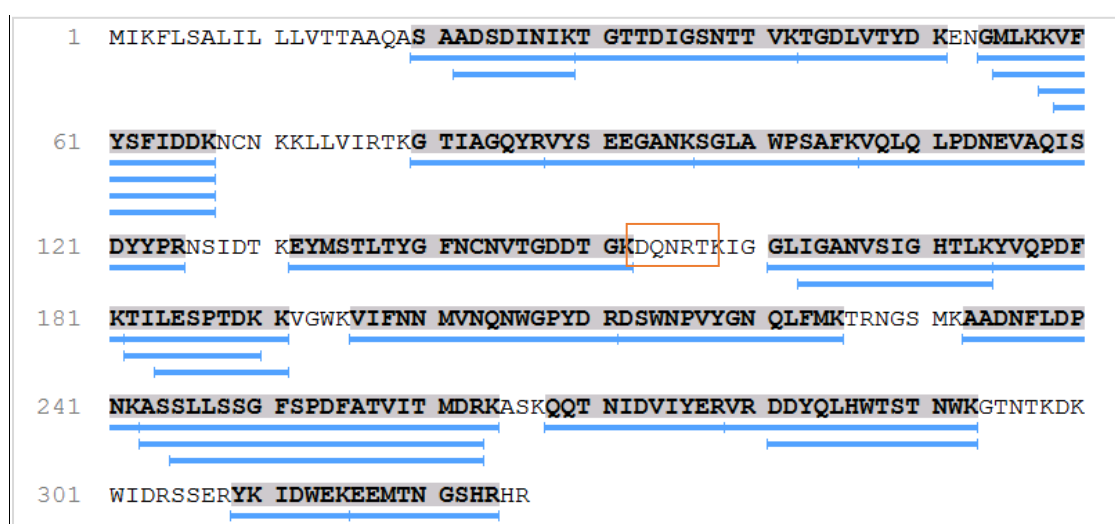 1 MIKFLSALIL LLVTTAAQAS AADSDINIKT GTTDIGSNTT VKTGDLVTYD KENGMLKKVF
61 YSFIDDKNCN KKLLVIRTKG TIAGQYRVYS EEGANKSGLA WPSAFKVQLQ LPDNEVAQIS
121 DYYPRNSIDT KEYMSTLTYG FNCNVTGDDT GKDQNRTKIG GLIGANVSIG HTLKYVQPDF
181 KTILESPTDK KVGWKVIFNN MVNQNWGPYD RDSWNPVYGN QLFMKTRNGS MKAADNFLDP
241 NKASSLLSSG FSPDFATVIT MDRKASKQQT NIDVIYERVR DDYQLHWTST NWKGTNTKDK
301 WIDRSSERYK IDWEKEEMTN GSHRHR